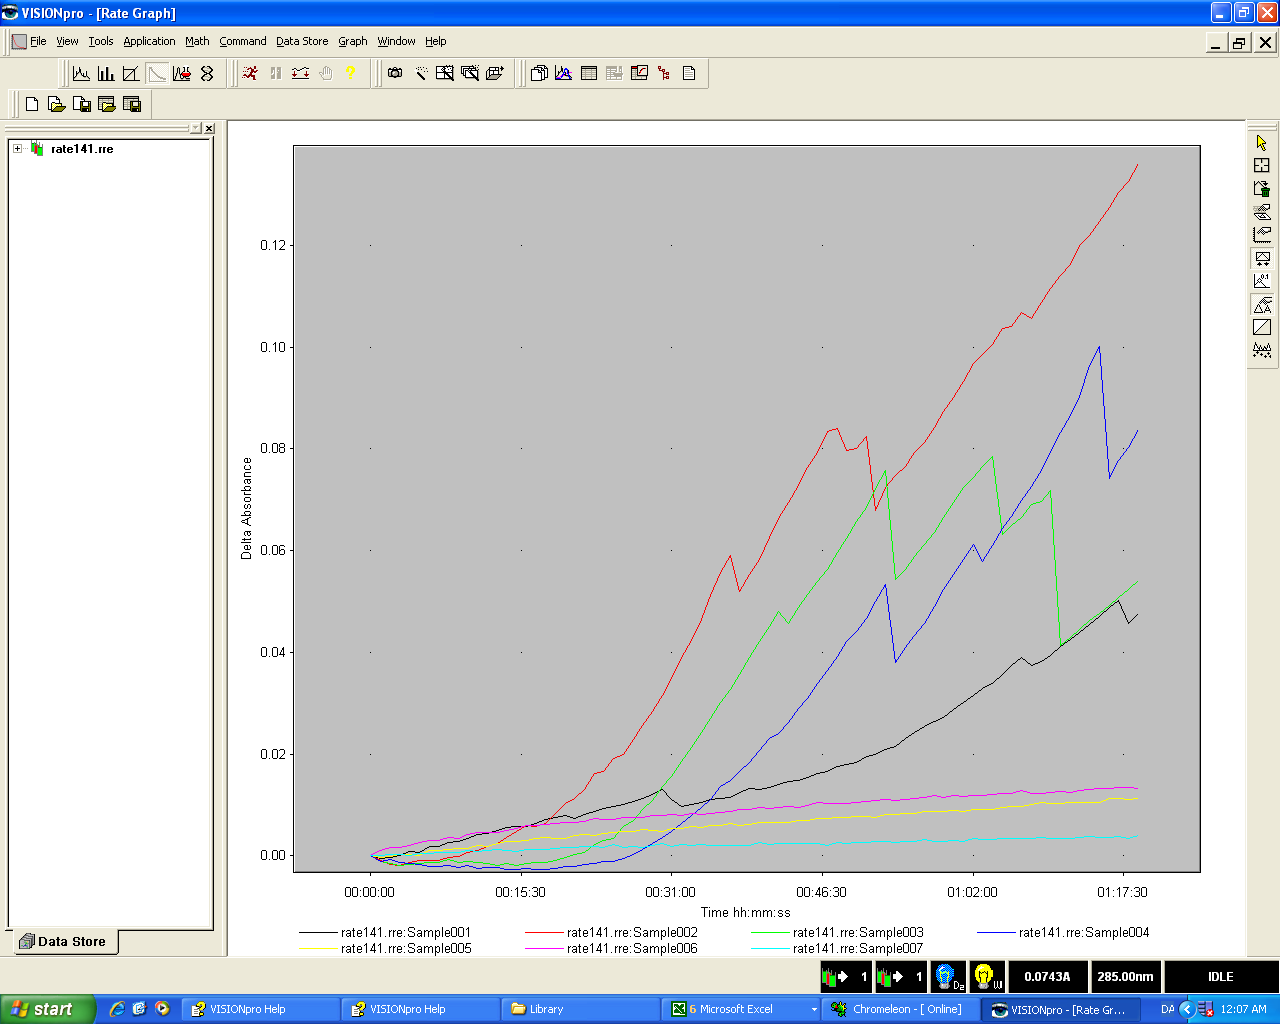 VISIONpro - [Rate Graph]
File View Tools Application Math Command Data Store Graph Window Help
rate141.rre
0.12
0.10
0.08
0.06
0.04
0.02
0.00
Delta Absorbance
00:00:00 00:15:30 00:31:00 00:46:30 01:02:00 01:17:30
Time hh:mm:ss
rate141.rre:Sample001 rate141.rre:Sample002 rate141.rre:Sample003 rate141.rre:Sample004
rate141.rre:Sample005 rate141.rre:Sample006 rate141.rre:Sample007
Data Store
1 1 D2 W 0.0743A 285.00nm IDLE
start VISIONpro Help VISIONpro Help Library 6 Microsoft Excel Chromeleon - [ Online] VISIONpro - [Rate Gr... DA 12:07 AM